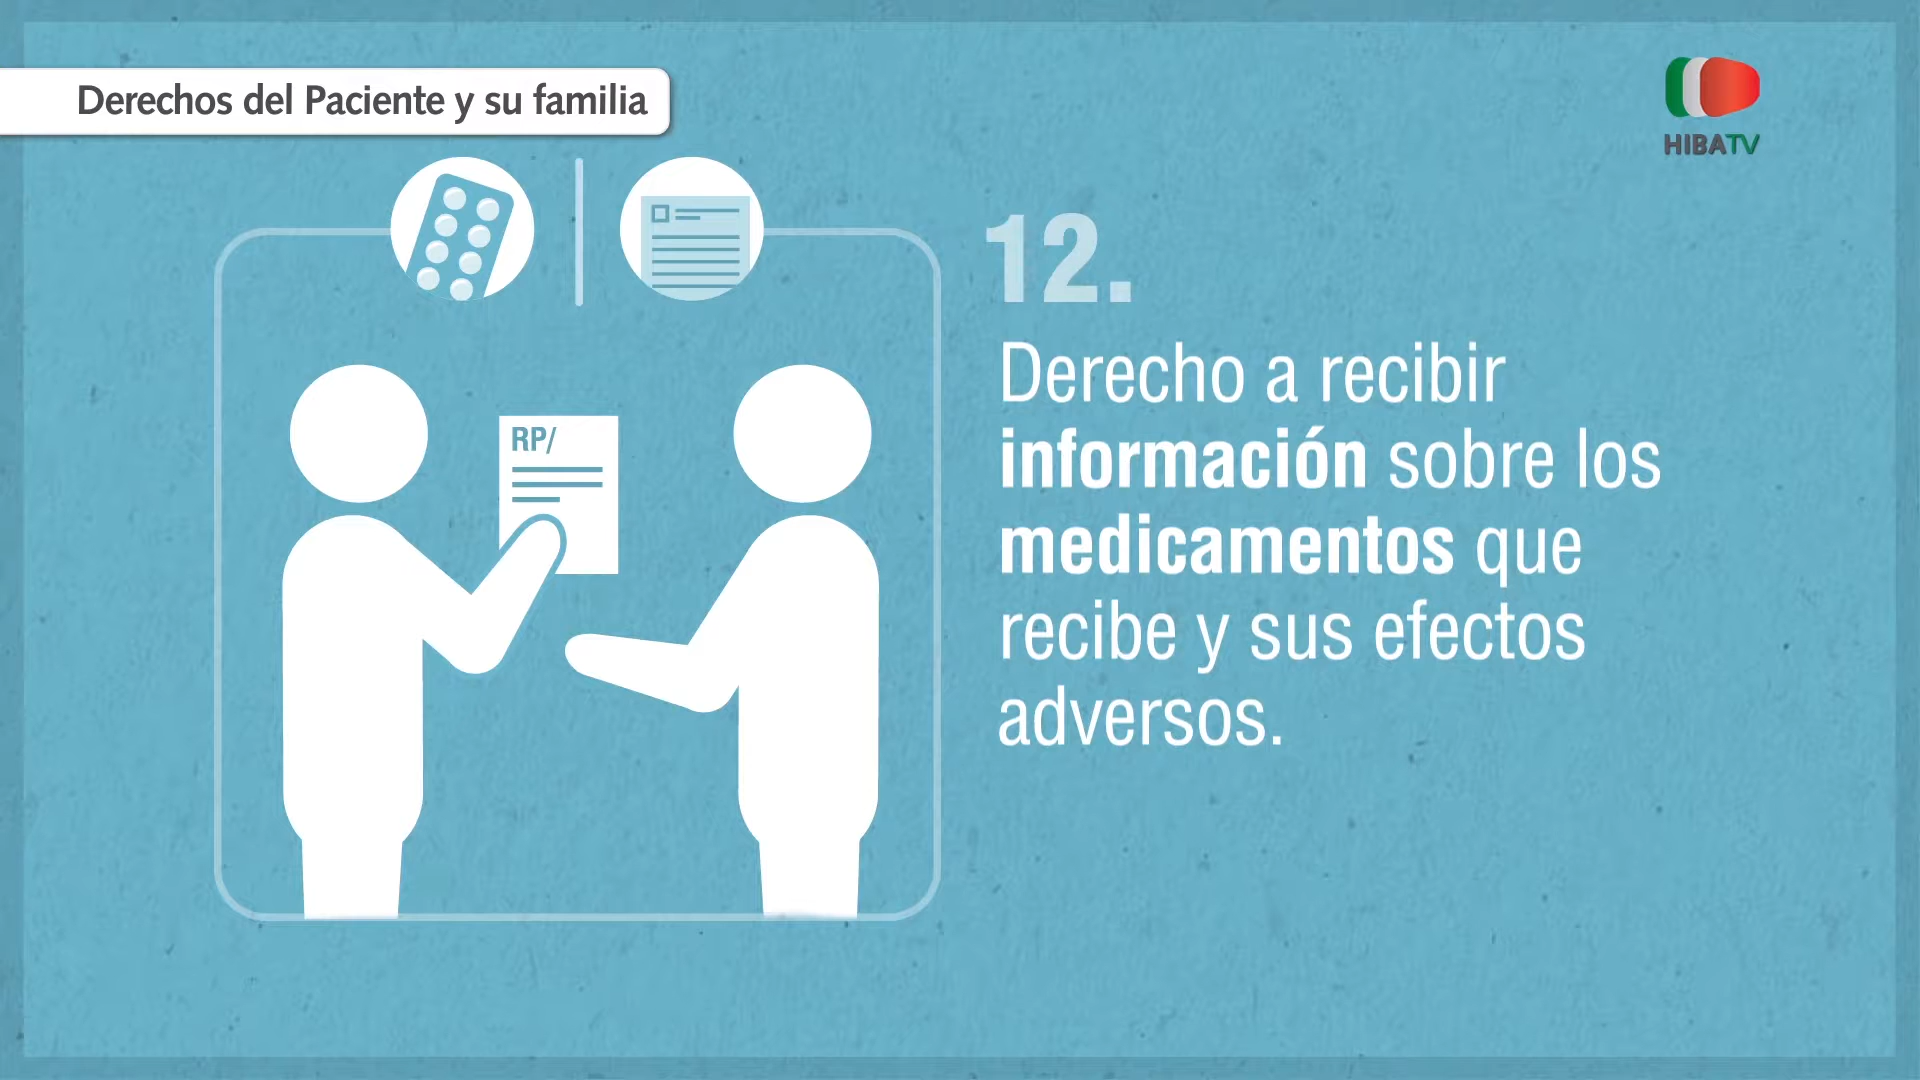 Derechos del Paciente y su familia
HIBATV
RP/
12.
Derecho a recibir
información sobre los
medicamentos que
recibe y sus efectos
adversos.